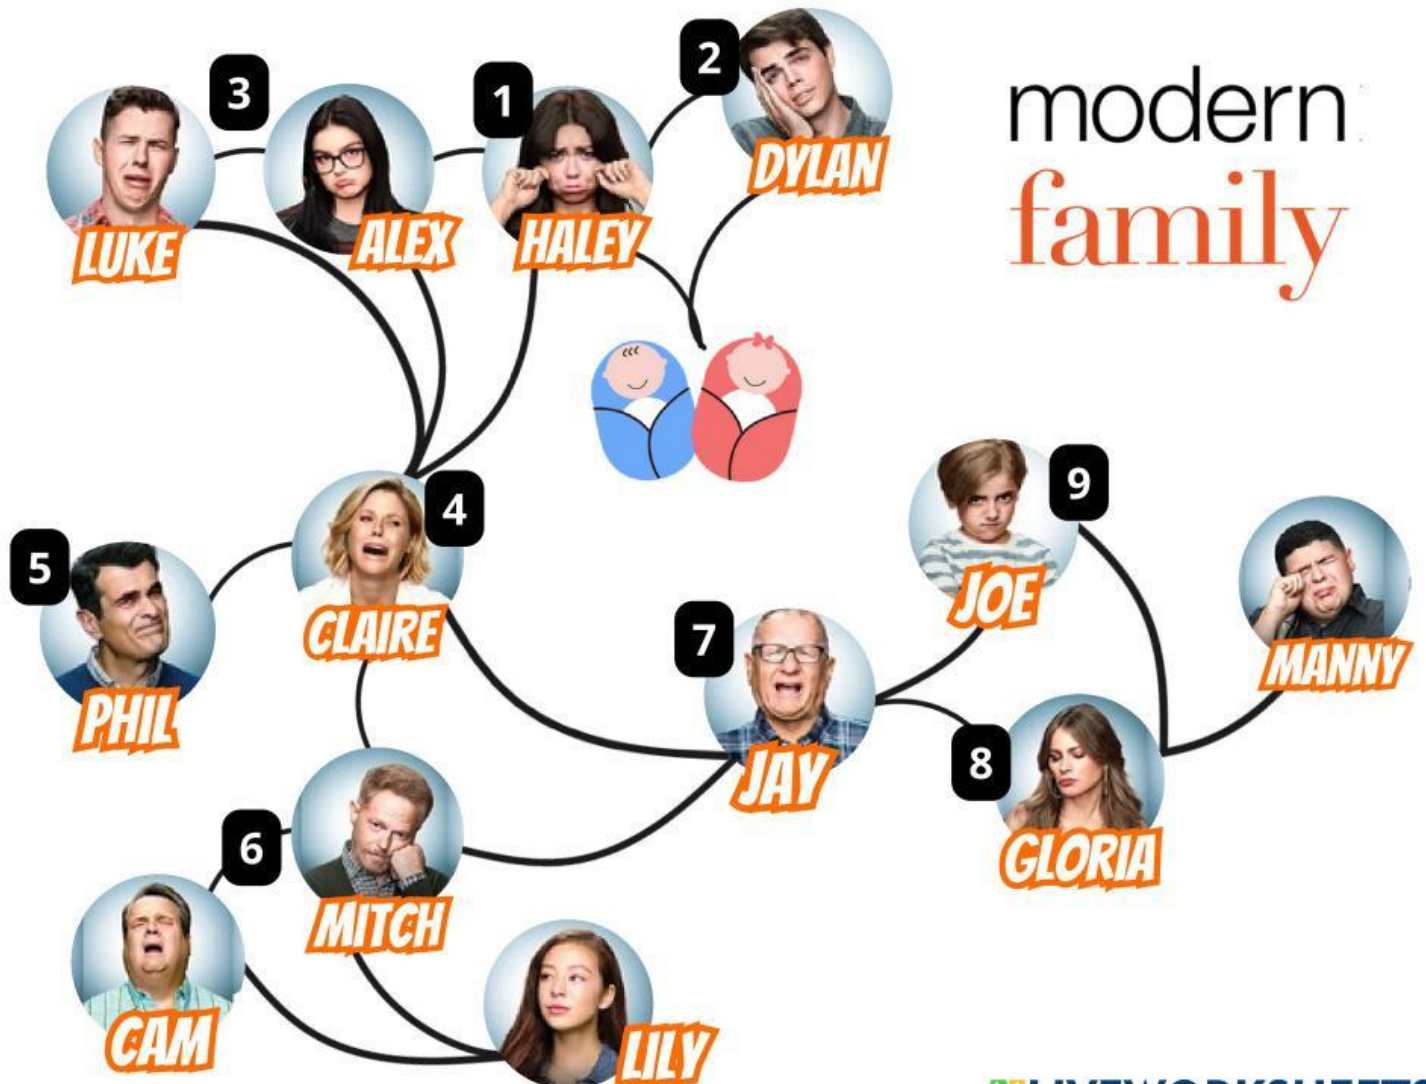 2
3
1
modern
DYLAN
family
LUKE
ALEX
HALEY
9
4
5
JOE
CLAIRE
7
MANNY
PHIL
8
JAY
6
GLORIA
MITCH
CAM
LILY
LIVEWORKSHEETS